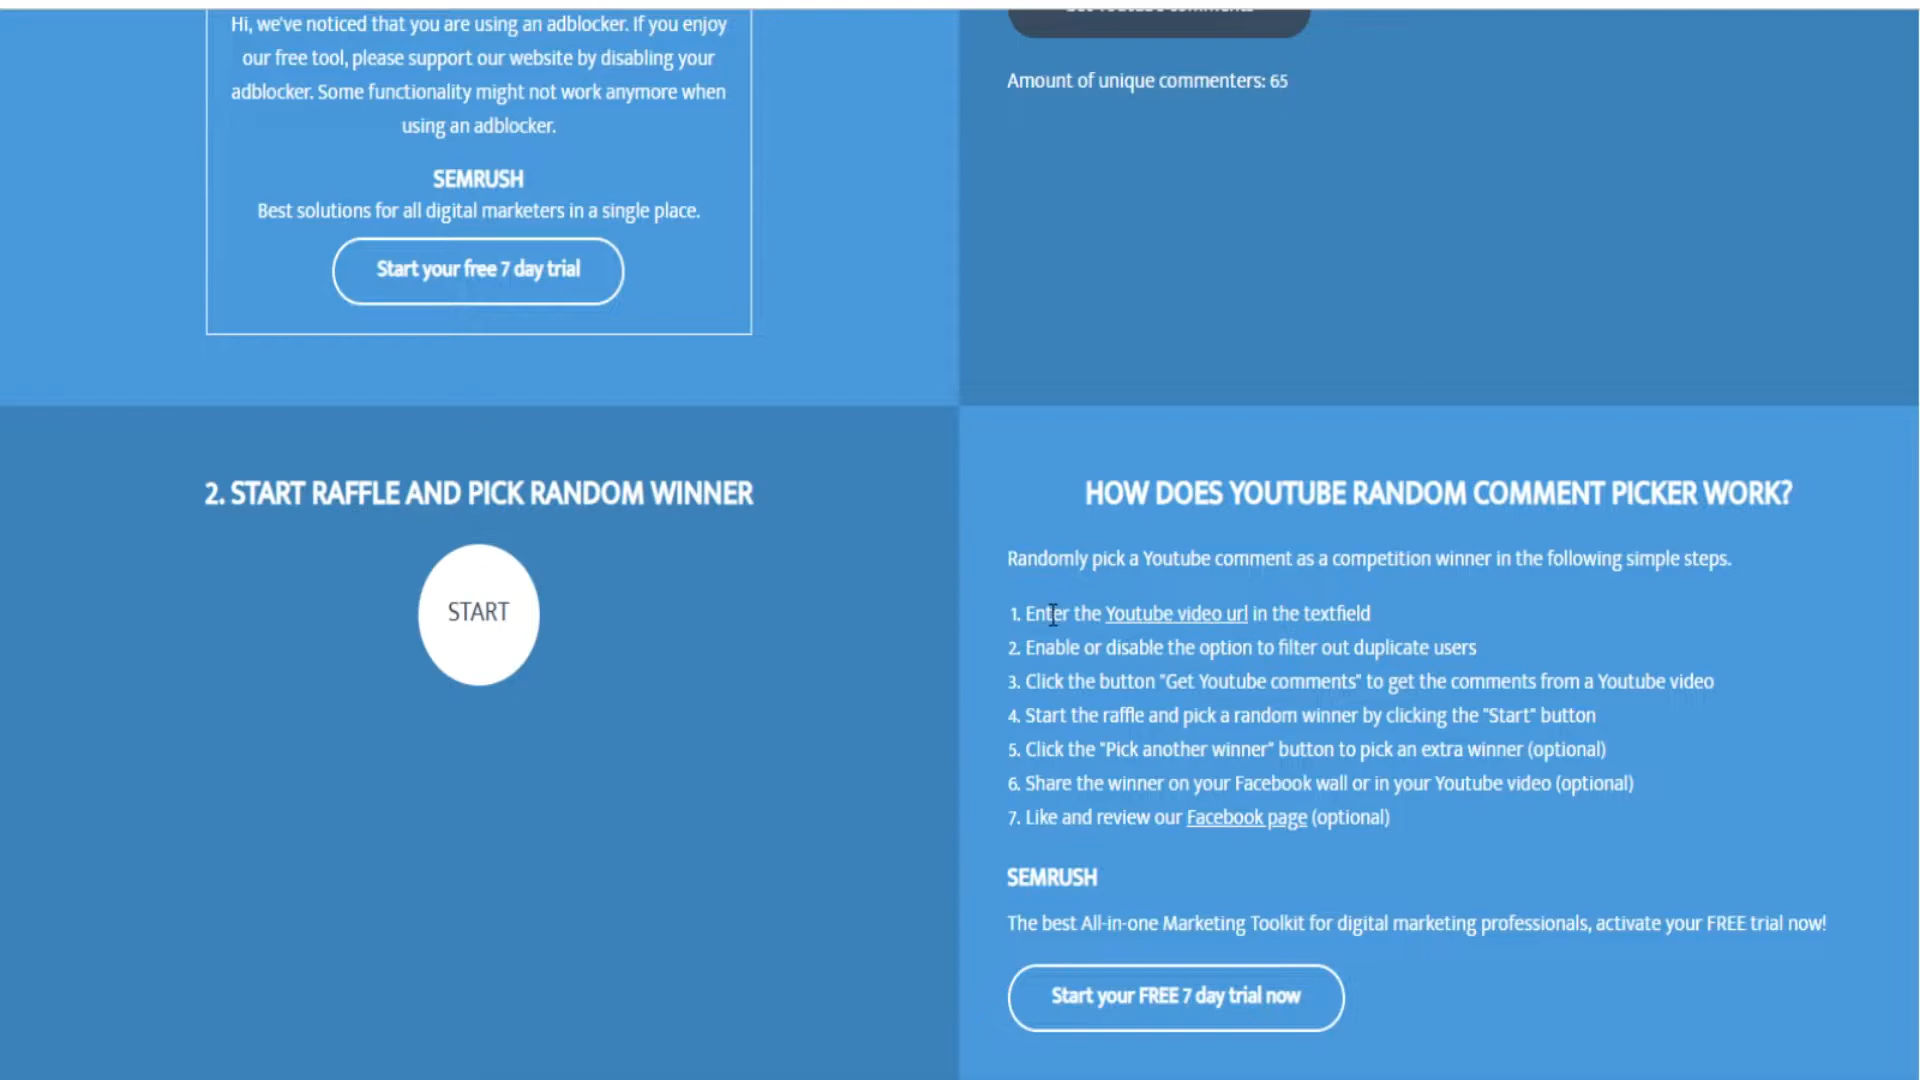 Hi, we've noticed that you are using an adblocker. If you enjoy
our free tool, please support our website by disabling your
adblocker. Some functionality might not work anymore when
using an adblocker.
SEMRUSH
Best solutions for all digital marketers in a single place.
Start your free 7 day trial
Amount of unique commenters: 65
2. START RAFFLE AND PICK RANDOM WINNER
START
HOW DOES YOUTUBE RANDOM COMMENT PICKER WORK?
Randomly pick a Youtube comment as a competition winner in the following simple steps.
1. Enter the Youtube video url in the textfield
2. Enable or disable the option to filter out duplicate users
3. Click the button "Get Youtube comments" to get the comments from a Youtube video
4. Start the raffle and pick a random winner by clicking the "Start" button
5. Click the "Pick another winner" button to pick an extra winner (optional)
6. Share the winner on your Facebook wall or in your Youtube video (optional)
7. Like and review our Facebook page (optional)
SEMRUSH
The best All-in-one Marketing Toolkit for digital marketing professionals, activate your FREE trial now!
Start your FREE 7 day trial now